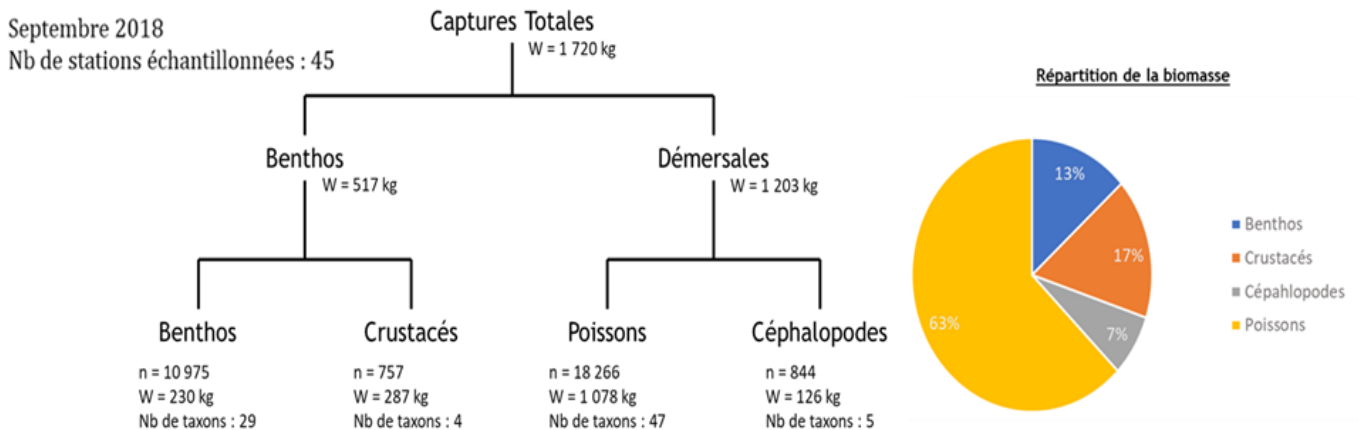 Septembre 2018
Nb de stations échantillonnées : 45
Captures Totales
W = 1 720 kg
Benthos
W = 517 kg
Démersales
W = 1 203 kg
Benthos
n = 10 975
W = 230 kg
Nb de taxons : 29
Crustacés
n = 757
W = 287 kg
Nb de taxons : 4
Poissons
n = 18 266
W = 1 078 kg
Nb de taxons : 47
Céphalopodes
n = 844
W = 126 kg
Nb de taxons : 5
Répartition de la biomasse
13%
17%
7%
63%
Benthos
Crustacés
Cépahlopodes
Poissons